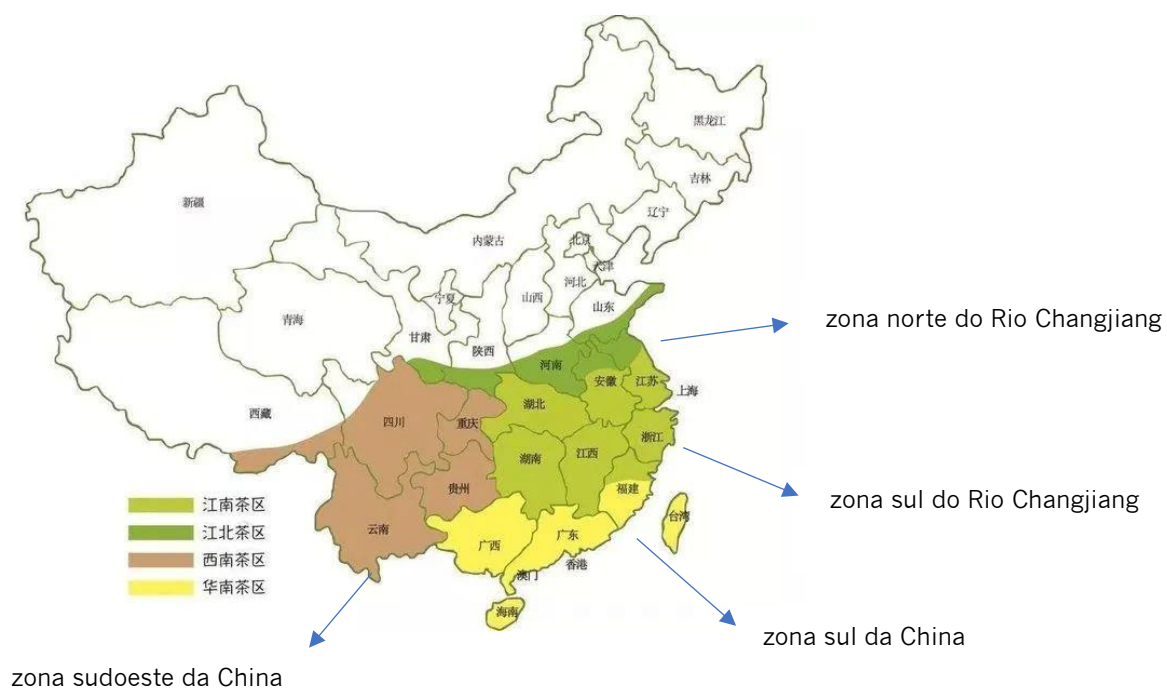 黑龙江
吉林
辽宁
新疆
内蒙古
北京
天津
河北
山西
宁夏
山东
青海
甘肃
陕西
河南
安徽
江苏
上海
西藏
四川
重庆
湖北
浙江
湖南
江西
贵州
福建
云南
广西
广东
台湾
香港
澳门
海南
江南茶区
江北茶区
西南茶区
华南茶区
zona norte do Rio Changjiang
zona sul do Rio Changjiang
zona sul da China
zona sudoeste da China